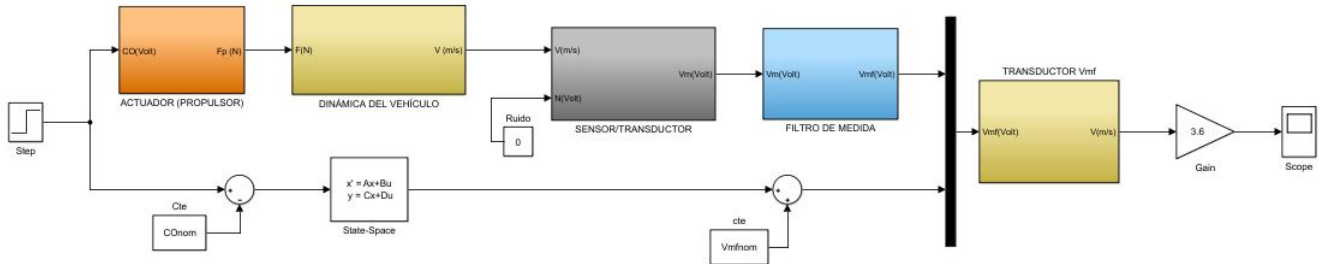 CO(Volt)
Fp (N)
ACTUADOR (PROPULSOR)
F(N)
V (m/s)
DINÁMICA DEL VEHÍCULO
V(m/s)
Vm(Volt)
N(Volt)
SENSOR/TRANSDUCTOR
Ruido
0
Vm(Volt)
Vmf(Volt)
FILTRO DE MEDIDA
TRANSDUCTOR Vmf
Vmf(Volt)
V(m/s)
3.6
Gain
Scope
Step
+
-
Cte
COnom
x' = Ax+Bu
y = Cx+Du
State-Space
+
+
cte
Vmfnom